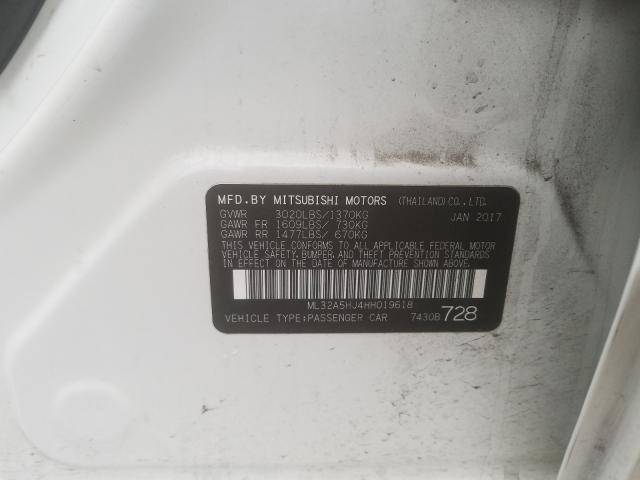 MFD.BY MITSUBISHI MOTORS (THAILAND)CO.,LTD.
GVWR 3020LBS/1370KG JAN 2017
GAWR FR 1609LBS/ 730KG
GAWR RR 1477LBS/ 670KG
THIS VEHICLE CONFORMS TO ALL APPLICABLE FEDERAL MOTOR
VEHICLE SAFETY, BUMPER, AND THEFT PREVENTION STANDARDS
IN EFFECT ON THE DATE OF MANUFACTURE SHOWN ABOVE.
ML32A5HJ4HH019618
VEHICLE TYPE:PASSENGER CAR 7430B 728